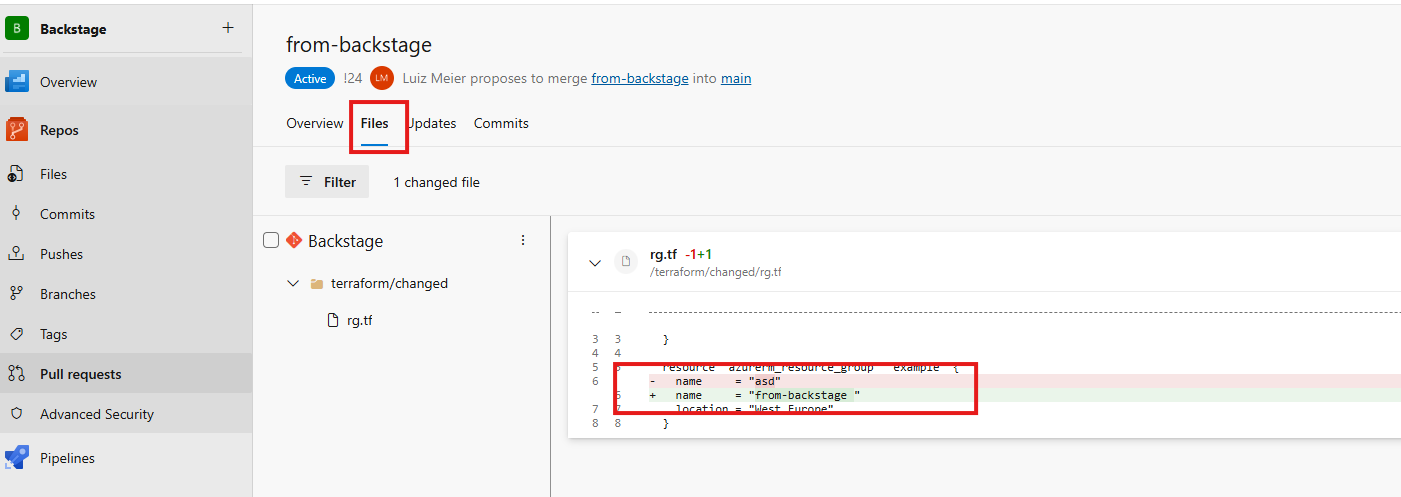 B Backstage +
Overview
Repos
Files
Commits
Pushes
Branches
Tags
Pull requests
Advanced Security
Pipelines
from-backstage
Active !24 LM Luiz Meier proposes to merge from-backstage into main
Overview Files Updates Commits
Filter 1 changed file
Backstage
terraform/changed
rg.tf
rg.tf -1+1
/terraform/changed/rg.tf
3 3 }
4 4
5 5 resource "azurerm_resource_group" "example" {
6 - name = "asd"
6 + name = "from-backstage "
7 7 location = "West Europe"
8 8 }